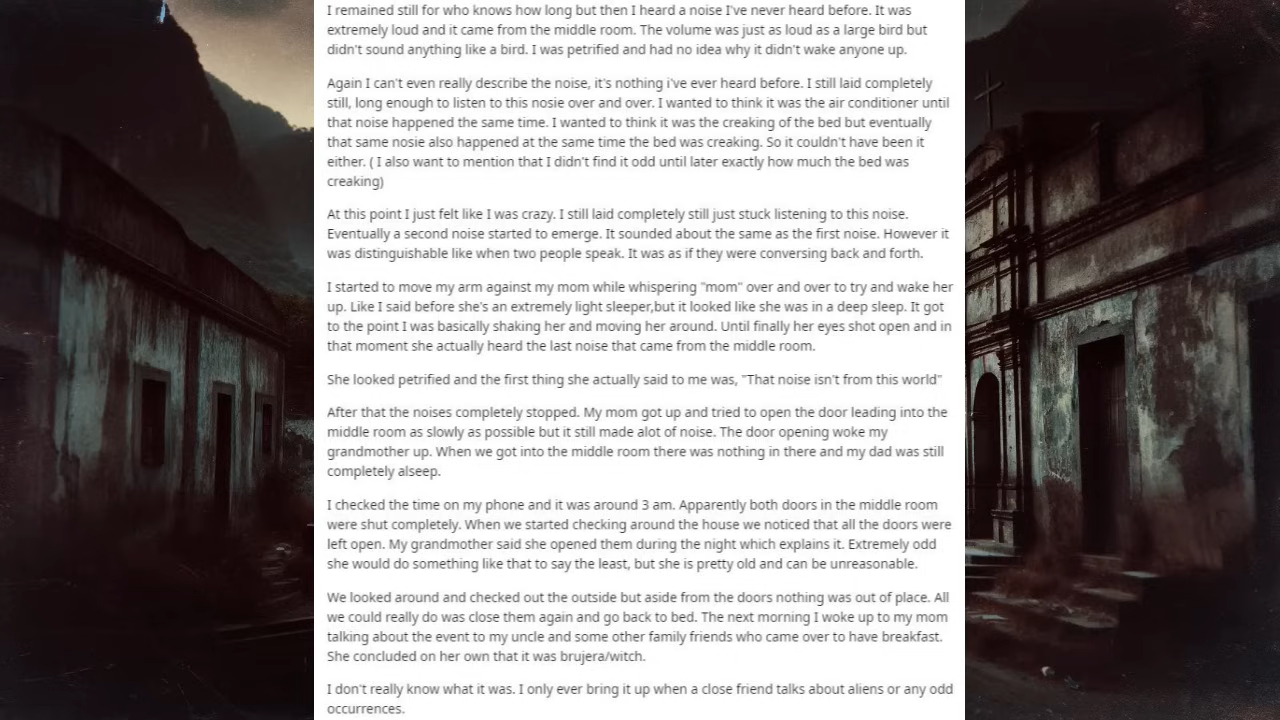 I remained still for who knows how long but then I heard a noise I've never heard before. It was
extremely loud and it came from the middle room. The volume was just as loud as a large bird but
didn't sound anything like a bird. I was petrified and had no idea why it didn't wake anyone up.
Again I can't even really describe the noise, it's nothing i've ever heard before. I still laid completely
still, long enough to listen to this nosie over and over. I wanted to think it was the air conditioner until
that noise happened the same time. I wanted to think it was the creaking of the bed but eventually
that same nosie also happened at the same time the bed was creaking. So it couldn't have been it
either. ( I also want to mention that I didn't find it odd until later exactly how much the bed was
creaking)
At this point I just felt like I was crazy. I still laid completely still just stuck listening to this noise.
Eventually a second noise started to emerge. It sounded about the same as the first noise. However it
was distinguishable like when two people speak. It was as if they were conversing back and forth.
I started to move my arm against my mom while whispering "mom" over and over to try and wake her
up. Like I said before she's an extremely light sleeper,but it looked like she was in a deep sleep. It got
to the point I was basically shaking her and moving her around. Until finally her eyes shot open and in
that moment she actually heard the last noise that came from the middle room.
She looked petrified and the first thing she actually said to me was, "That noise isn't from this world"
After that the noises completely stopped. My mom got up and tried to open the door leading into the
middle room as slowly as possible but it still made alot of noise. The door opening woke my
grandmother up. When we got into the middle room there was nothing in there and my dad was still
completely alseep.
I checked the time on my phone and it was around 3 am. Apparently both doors in the middle room
were shut completely. When we started checking around the house we noticed that all the doors were
left open. My grandmother said she opened them during the night which explains it. Extremely odd
she would do something like that to say the least, but she is pretty old and can be unreasonable.
We looked around and checked out the outside but aside from the doors nothing was out of place. All
we could really do was close them again and go back to bed. The next morning I woke up to my mom
talking about the event to my uncle and some other family friends who came over to have breakfast.
She concluded on her own that it was brujera/witch.
I don't really know what it was. I only ever bring it up when a close friend talks about aliens or any odd
occurrences.